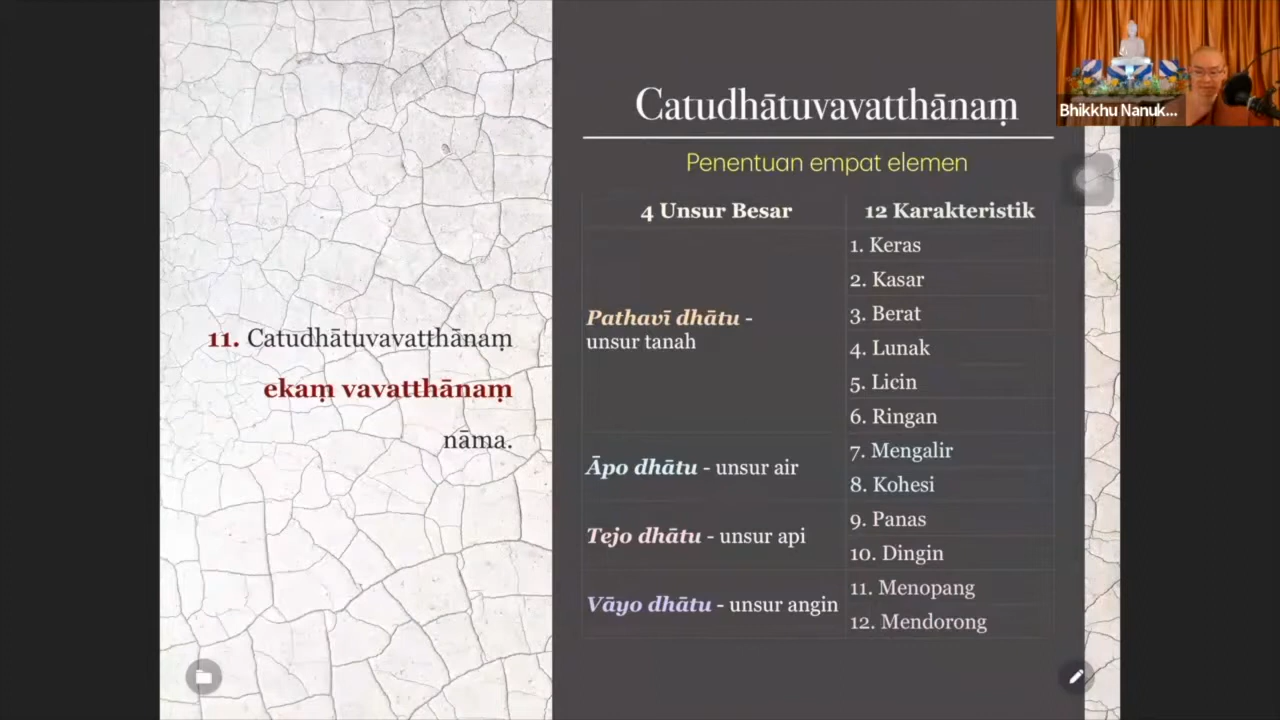 11. Catudhātuvavatthānaṃ
ekaṃ vavatthānaṃ
nāma.
Catudhātuvavatthānaṃ
Penentuan empat elemen
4 Unsur Besar
12 Karakteristik
Pathavī dhātu -
unsur tanah
1. Keras
2. Kasar
3. Berat
4. Lunak
5. Licin
6. Ringan
Āpo dhātu - unsur air
7. Mengalir
8. Kohesi
Tejo dhātu - unsur api
9. Panas
10. Dingin
Vāyo dhātu - unsur angin
11. Menopang
12. Mendorong
Bhikkhu Nanuk...